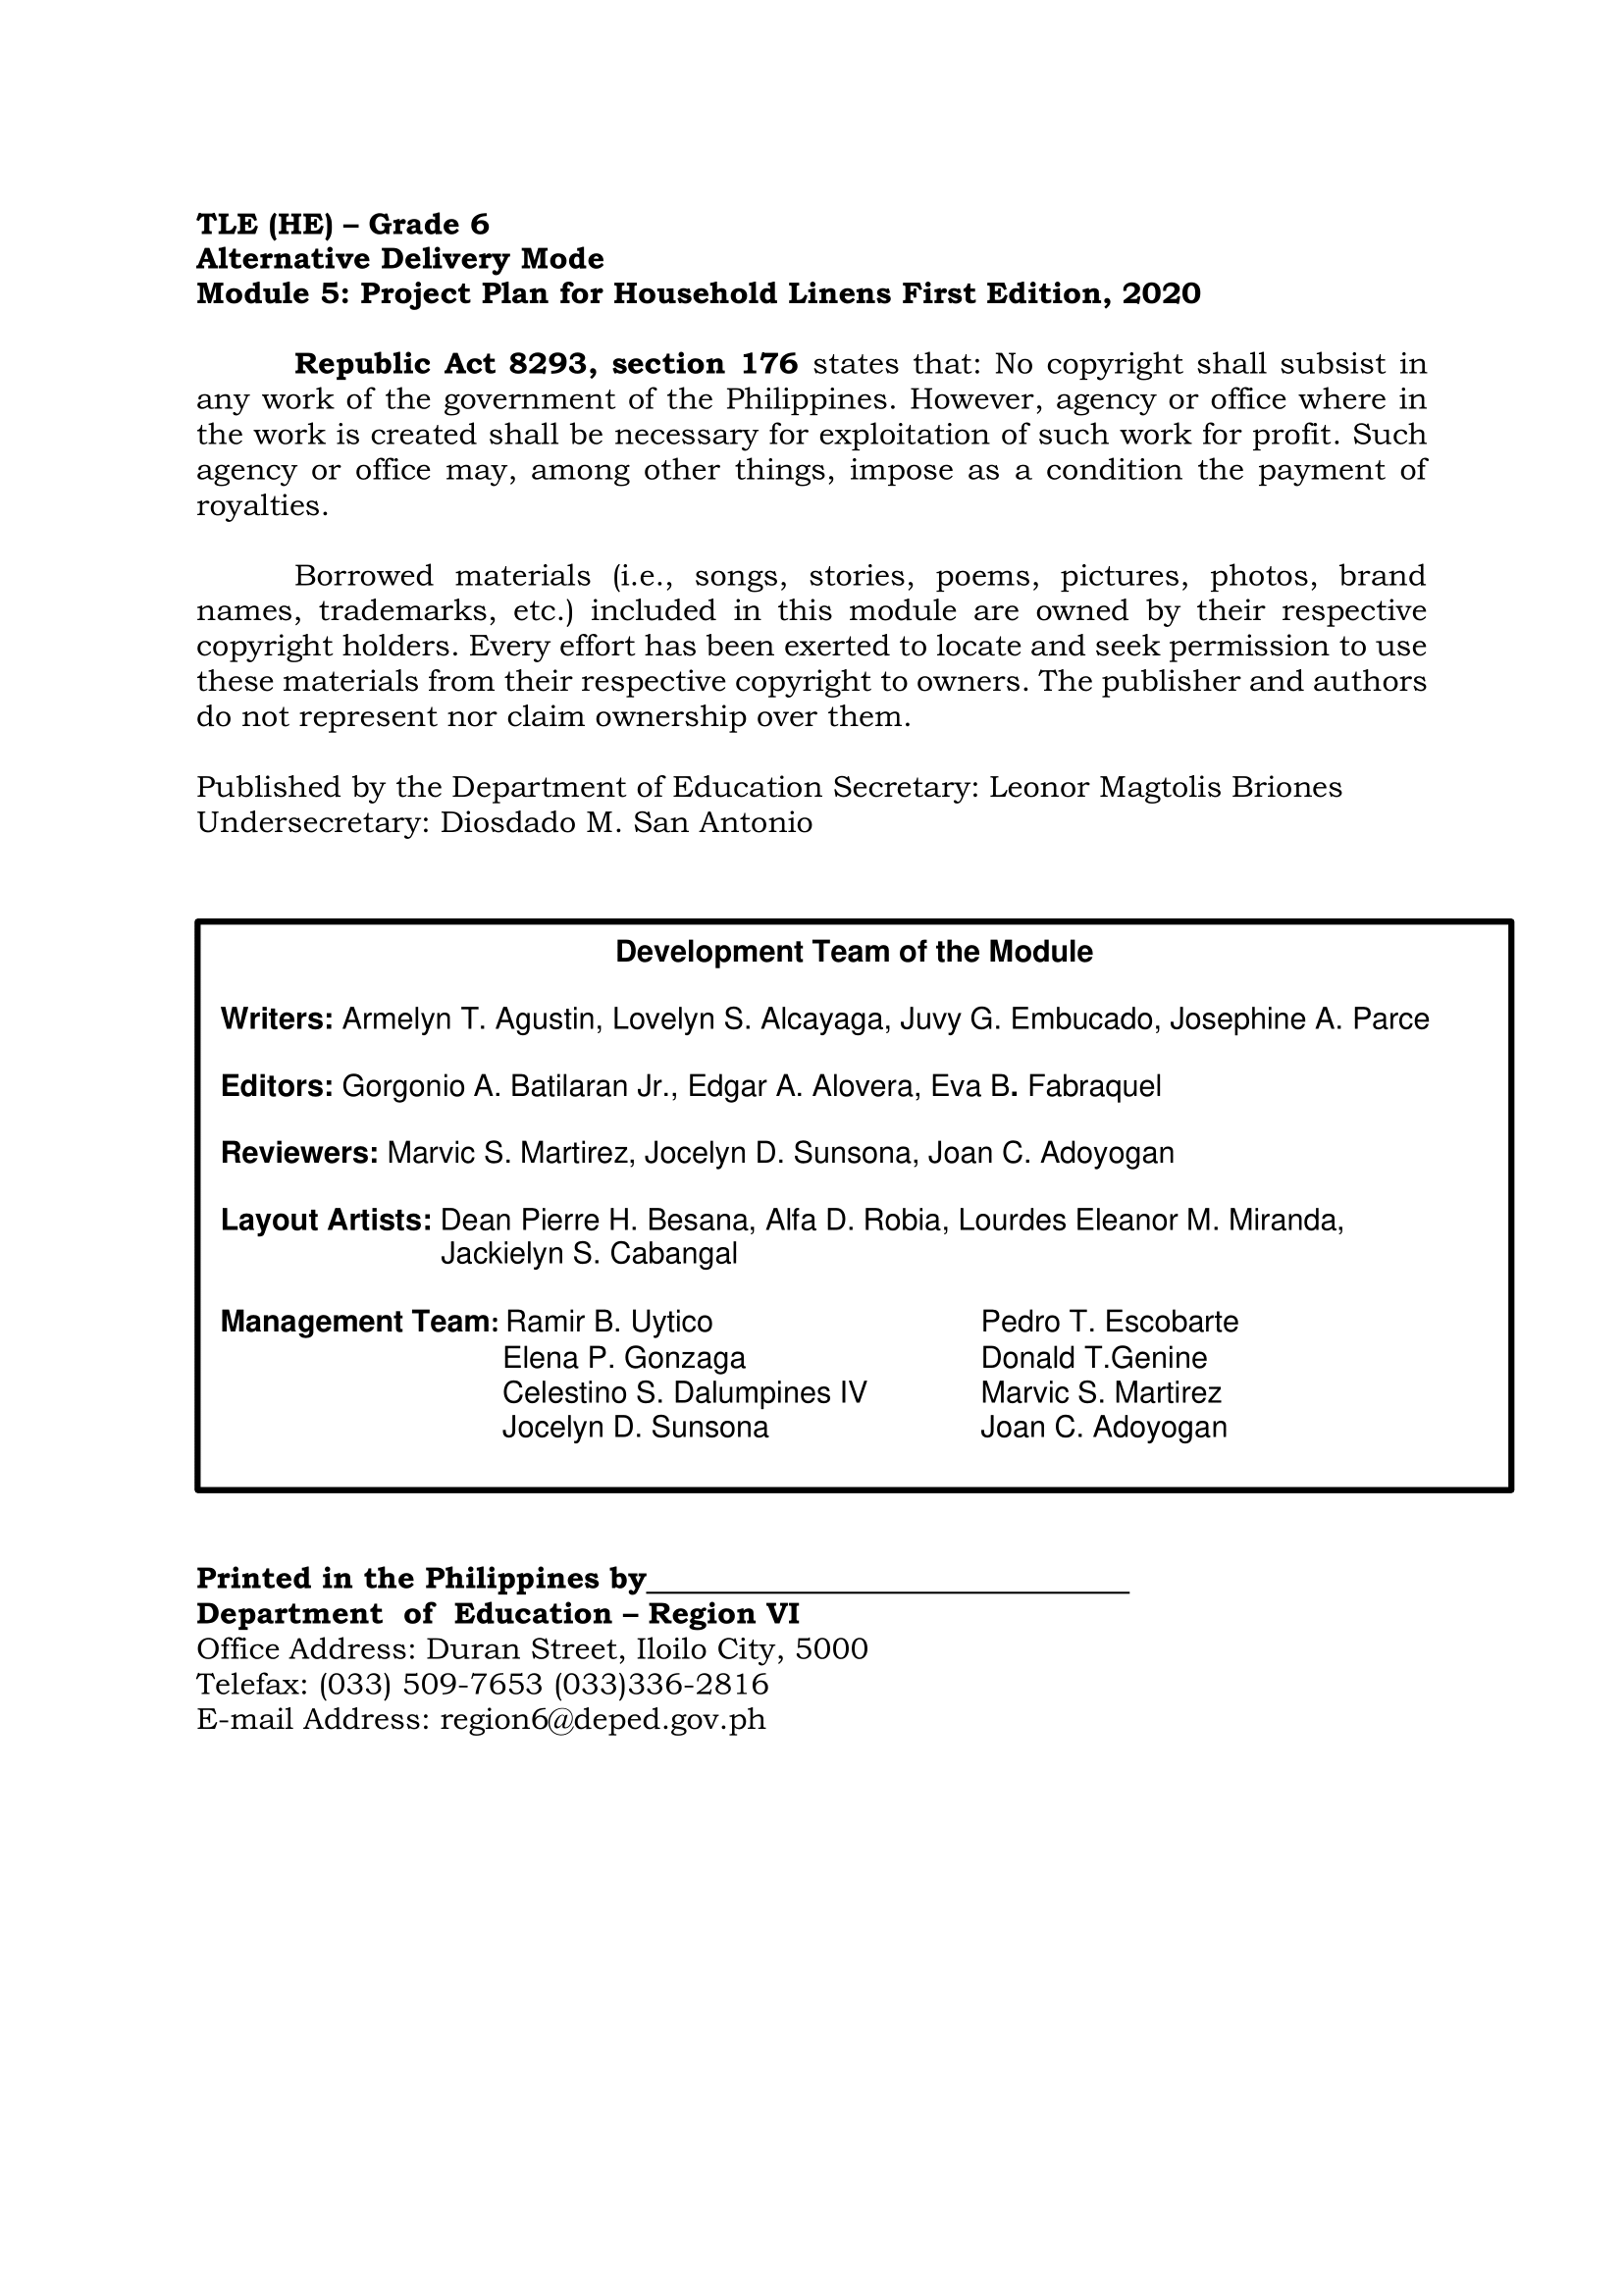 TLE (HE) – Grade 6
Alternative Delivery Mode
Module 5: Project Plan for Household Linens First Edition, 2020
Republic Act 8293, section 176 states that: No copyright shall subsist in
any work of the government of the Philippines. However, agency or office where in
the work is created shall be necessary for exploitation of such work for profit. Such
agency or office may, among other things, impose as a condition the payment of
royalties.
Borrowed materials (i.e., songs, stories, poems, pictures, photos, brand
names, trademarks, etc.) included in this module are owned by their respective
copyright holders. Every effort has been exerted to locate and seek permission to use
these materials from their respective copyright to owners. The publisher and authors
do not represent nor claim ownership over them.
Published by the Department of Education Secretary: Leonor Magtolis Briones
Undersecretary: Diosdado M. San Antonio
Development Team of the Module
Writers: Armelyn T. Agustin, Lovelyn S. Alcayaga, Juvy G. Embucado, Josephine A. Parce
Editors: Gorgonio A. Batilaran Jr., Edgar A. Alovera, Eva B. Fabraquel
Reviewers: Marvic S. Martirez, Jocelyn D. Sunsona, Joan C. Adoyogan
Layout Artists: Dean Pierre H. Besana, Alfa D. Robia, Lourdes Eleanor M. Miranda,
Jackielyn S. Cabangal
Management Team: Ramir B. Uytico Pedro T. Escobarte
Elena P. Gonzaga Donald T.Genine
Celestino S. Dalumpines IV Marvic S. Martirez
Jocelyn D. Sunsona Joan C. Adoyogan
Printed in the Philippines by______________________________
Department of Education – Region VI
Office Address: Duran Street, Iloilo City, 5000
Telefax: (033) 509-7653 (033)336-2816
E-mail Address: region6@deped.gov.ph